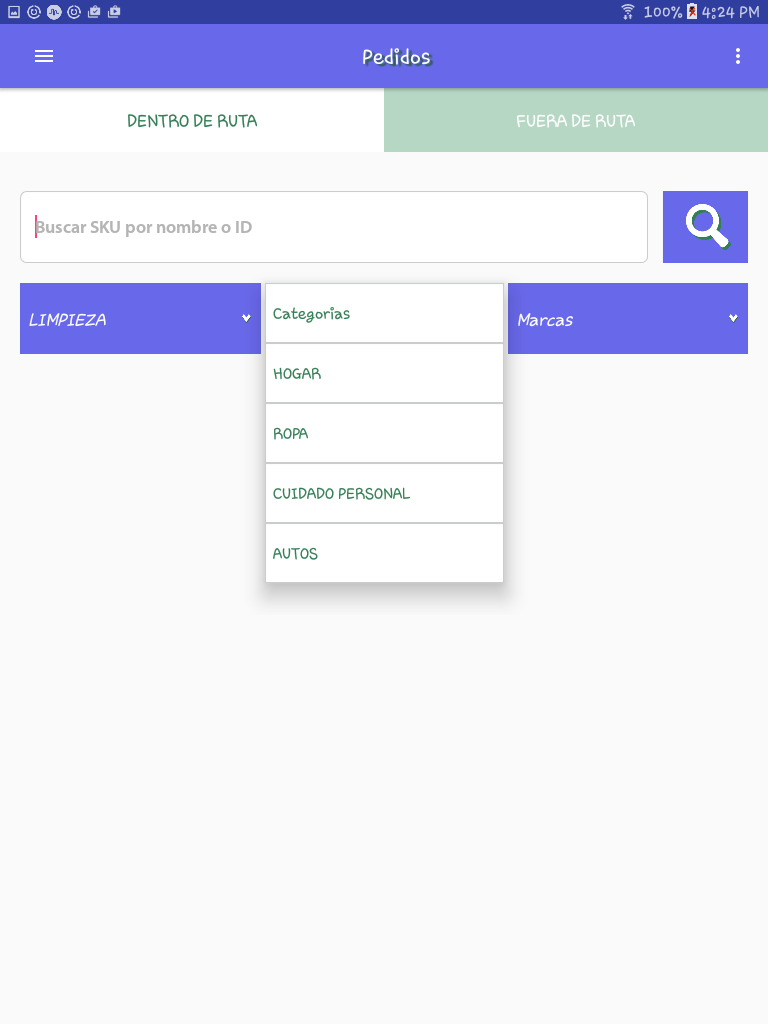 100% 4:24 PM
Pedidos
DENTRO DE RUTA
FUERA DE RUTA
Buscar SKU por nombre o ID
LIMPIEZA
Categorias
Marcas
HOGAR
ROPA
CUIDADO PERSONAL
AUTOS